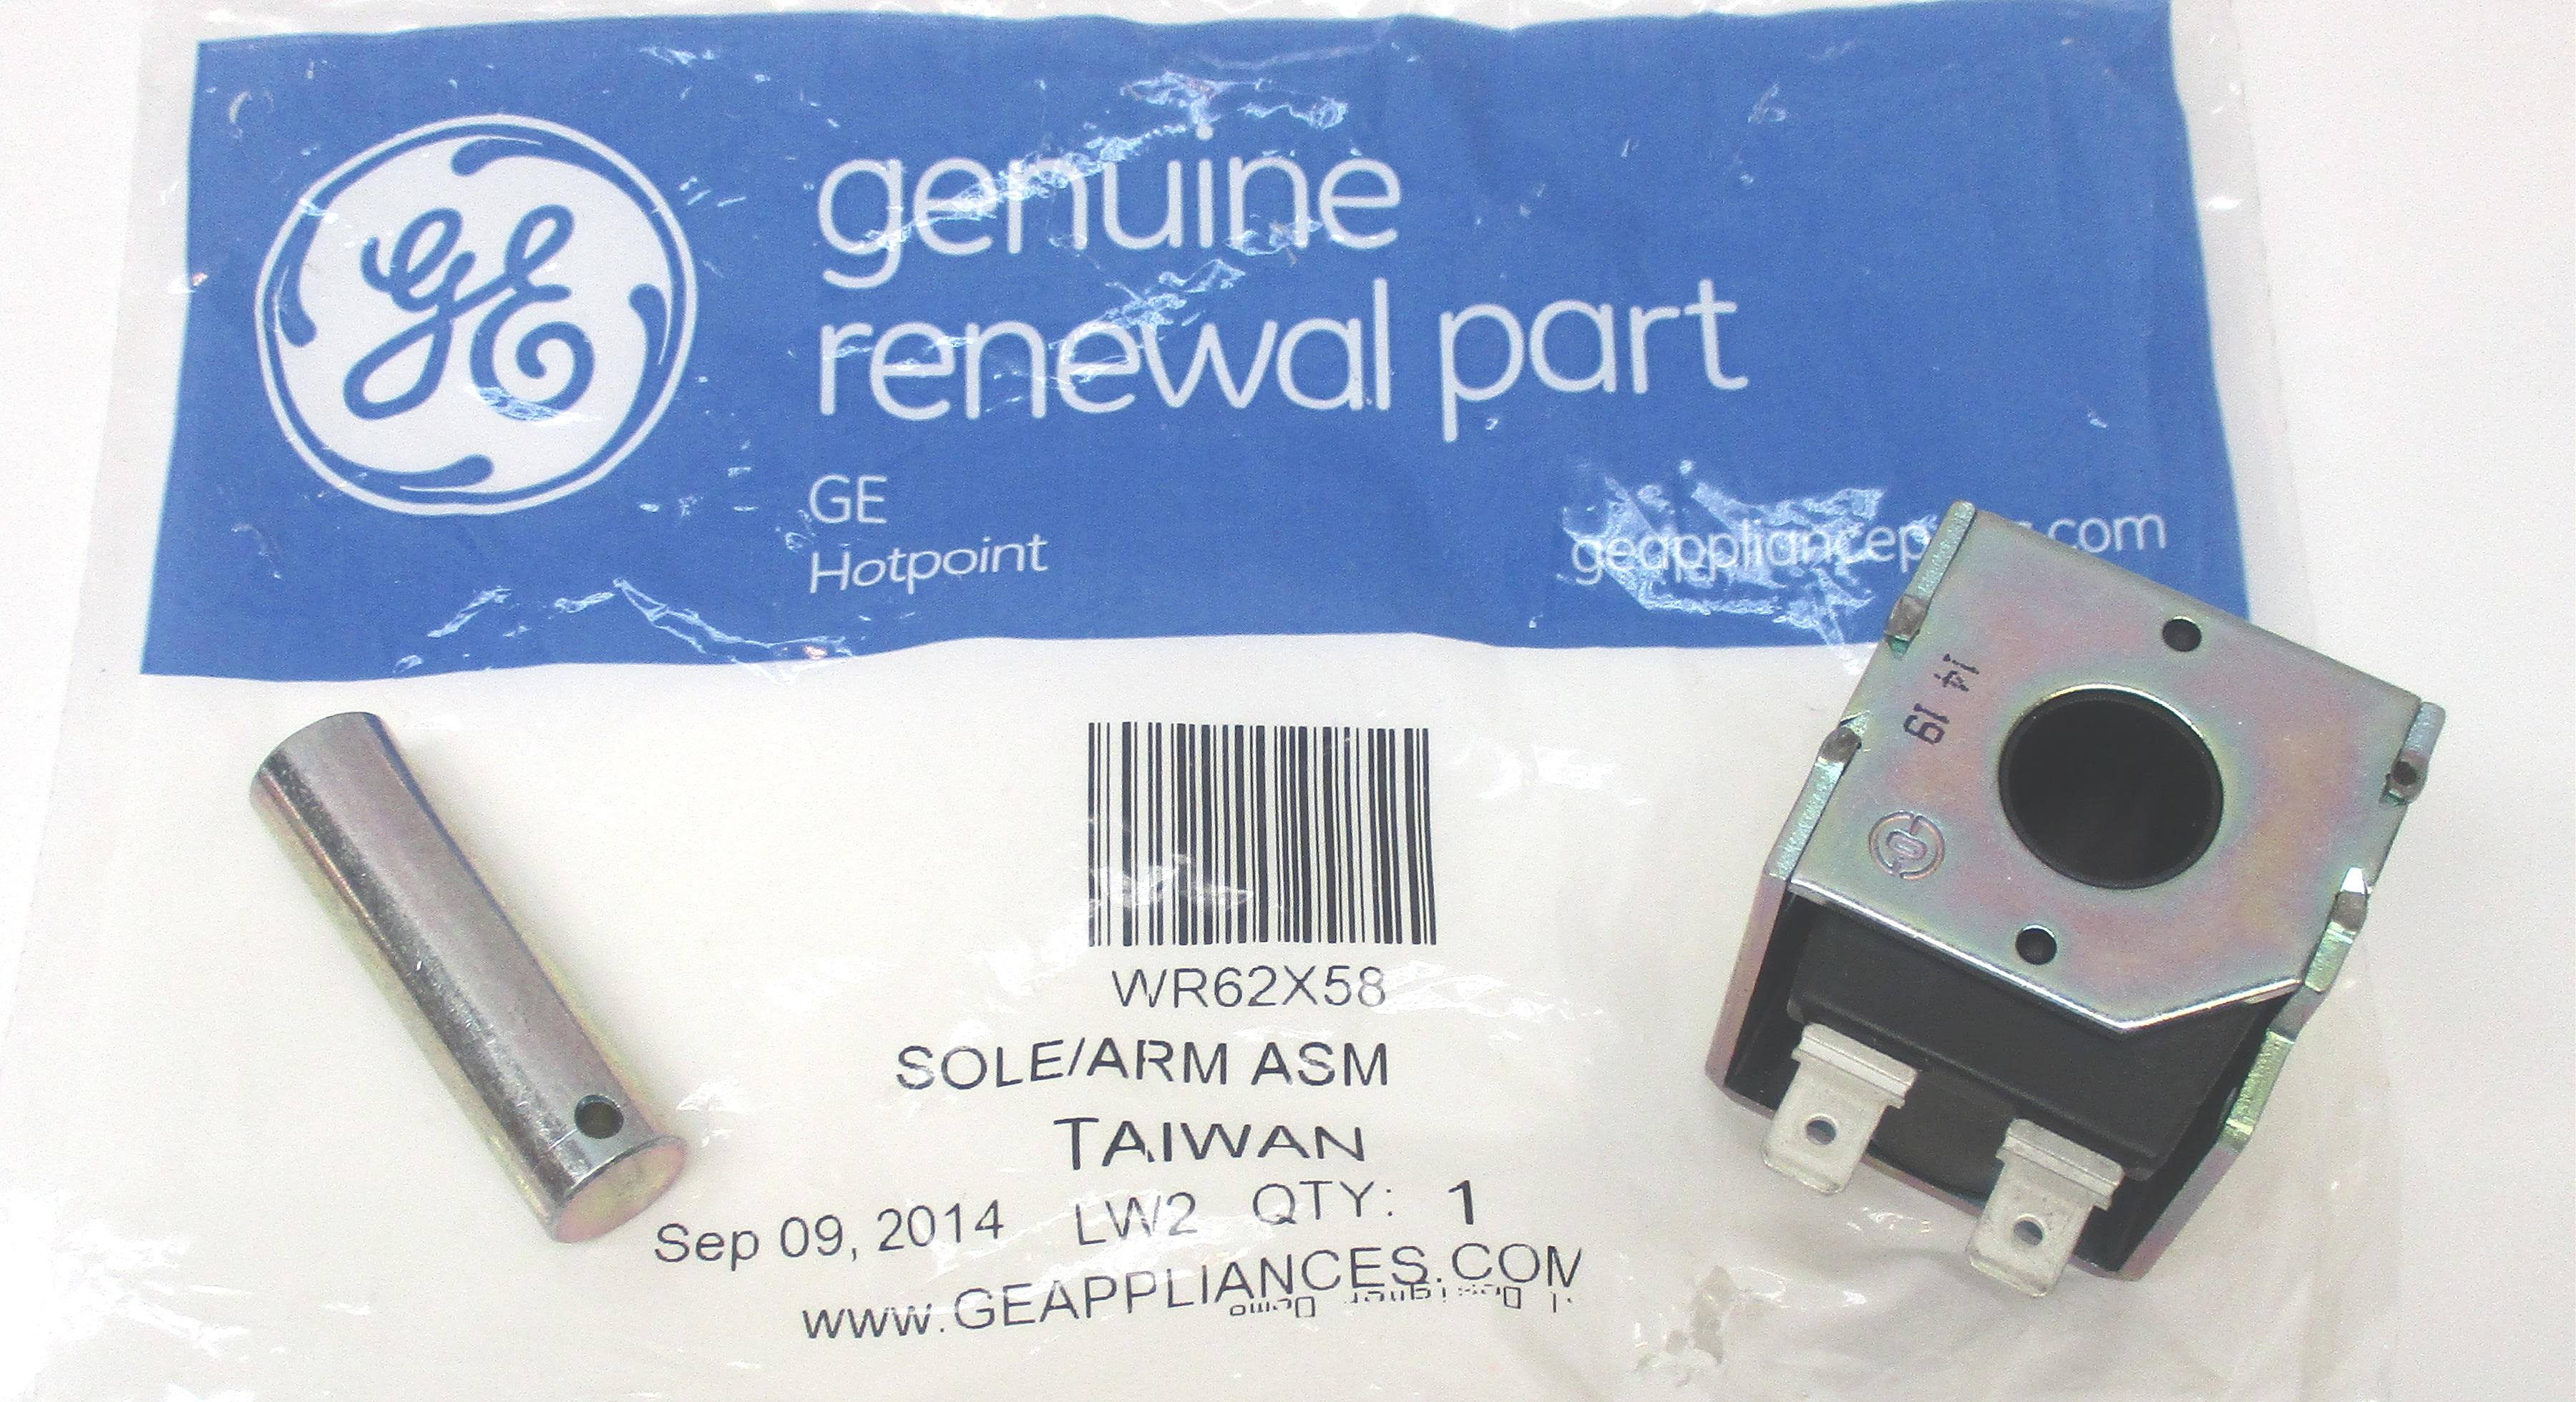 GE
genuine
renewal part
GE
Hotpoint
.com
14 19
WR62X58
SOLE/ARM ASM
TAIWAN
Sep 09, 2014 LW2 QTY: 1
www.GEAPPLIANCES.COM